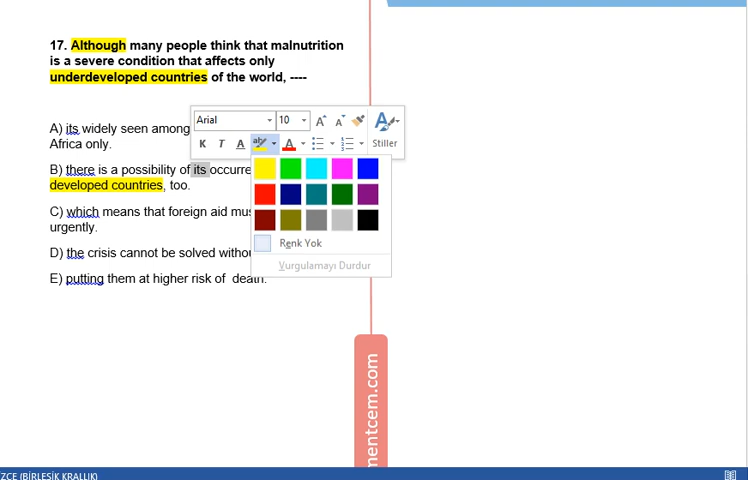 17. Although many people think that malnutrition
is a severe condition that affects only
underdeveloped countries of the world, ----
Arial 10
A) its widely seen among
Africa only.
K T A Stiller
B) there is a possibility of its occurre
developed countries, too.
C) which means that foreign aid mus
urgently.
Renk Yok
D) the crisis cannot be solved withou
Vurgulamayı Durdur
E) putting them at higher risk of death.
mentcem.com
ZCE (BİRLEŞİK KRALLIK)